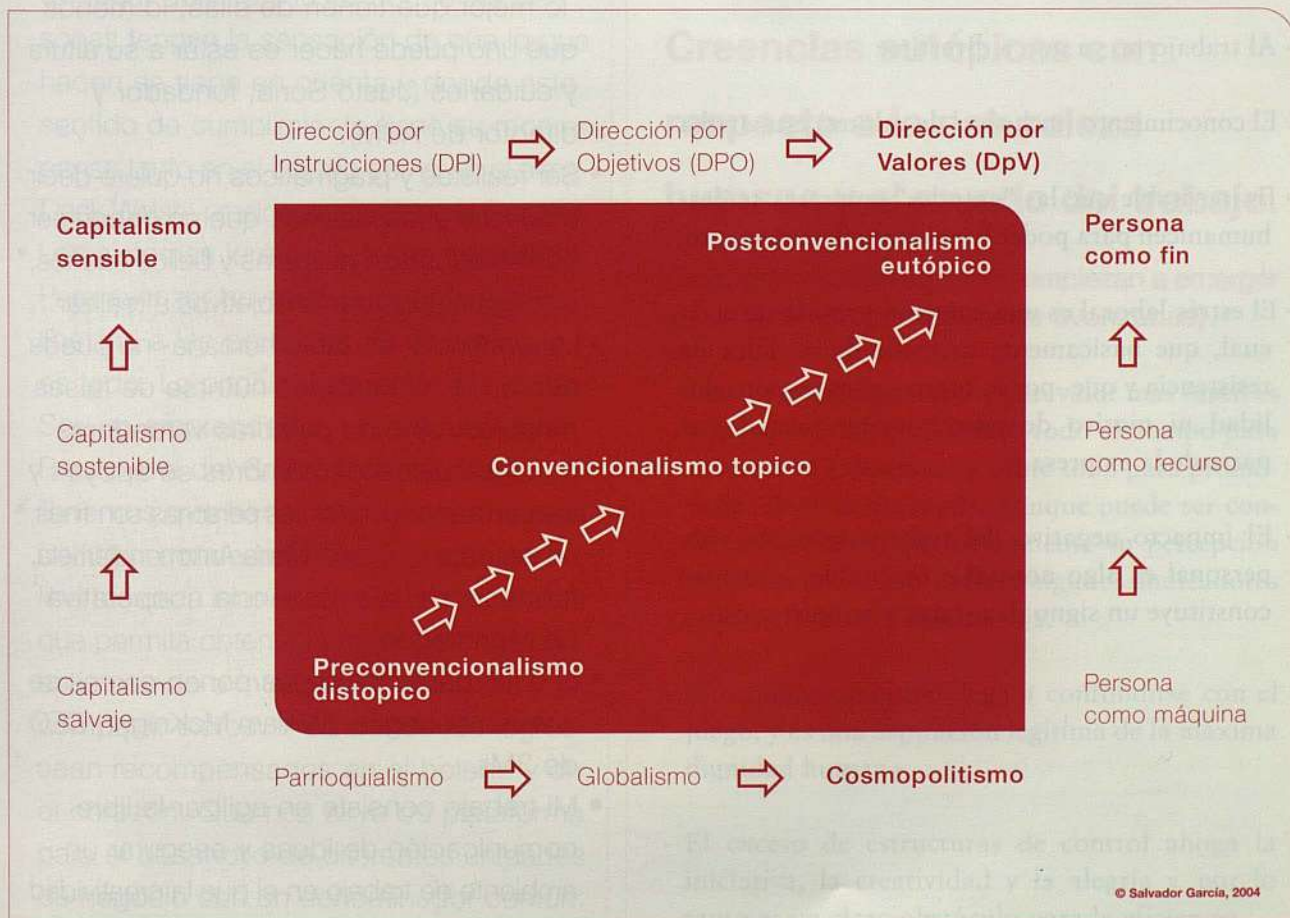 Dirección por
Instrucciones (DPI)
Dirección por
Objetivos (DPO)
Dirección por
Valores (DpV)
Capitalismo
sensible
Postconvencionalismo
eutópico
Persona
como fin
Capitalismo
sostenible
Convencionalismo topico
Persona
como recurso
Capitalismo
salvaje
Preconvencionalismo
distopico
Persona
como máquina
Parrioquialismo
Globalismo
Cosmopolitismo
© Salvador García, 2004